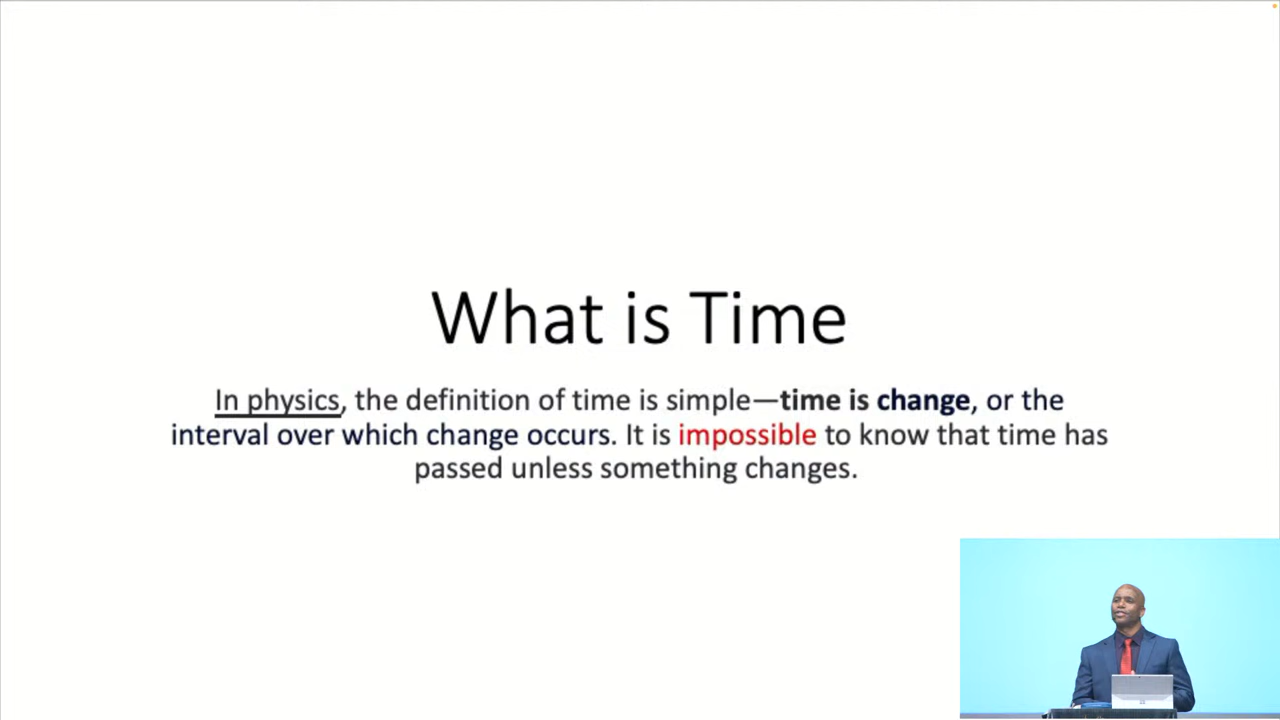 What is Time
In physics, the definition of time is simple—time is change, or the
interval over which change occurs. It is impossible to know that time has
passed unless something changes.